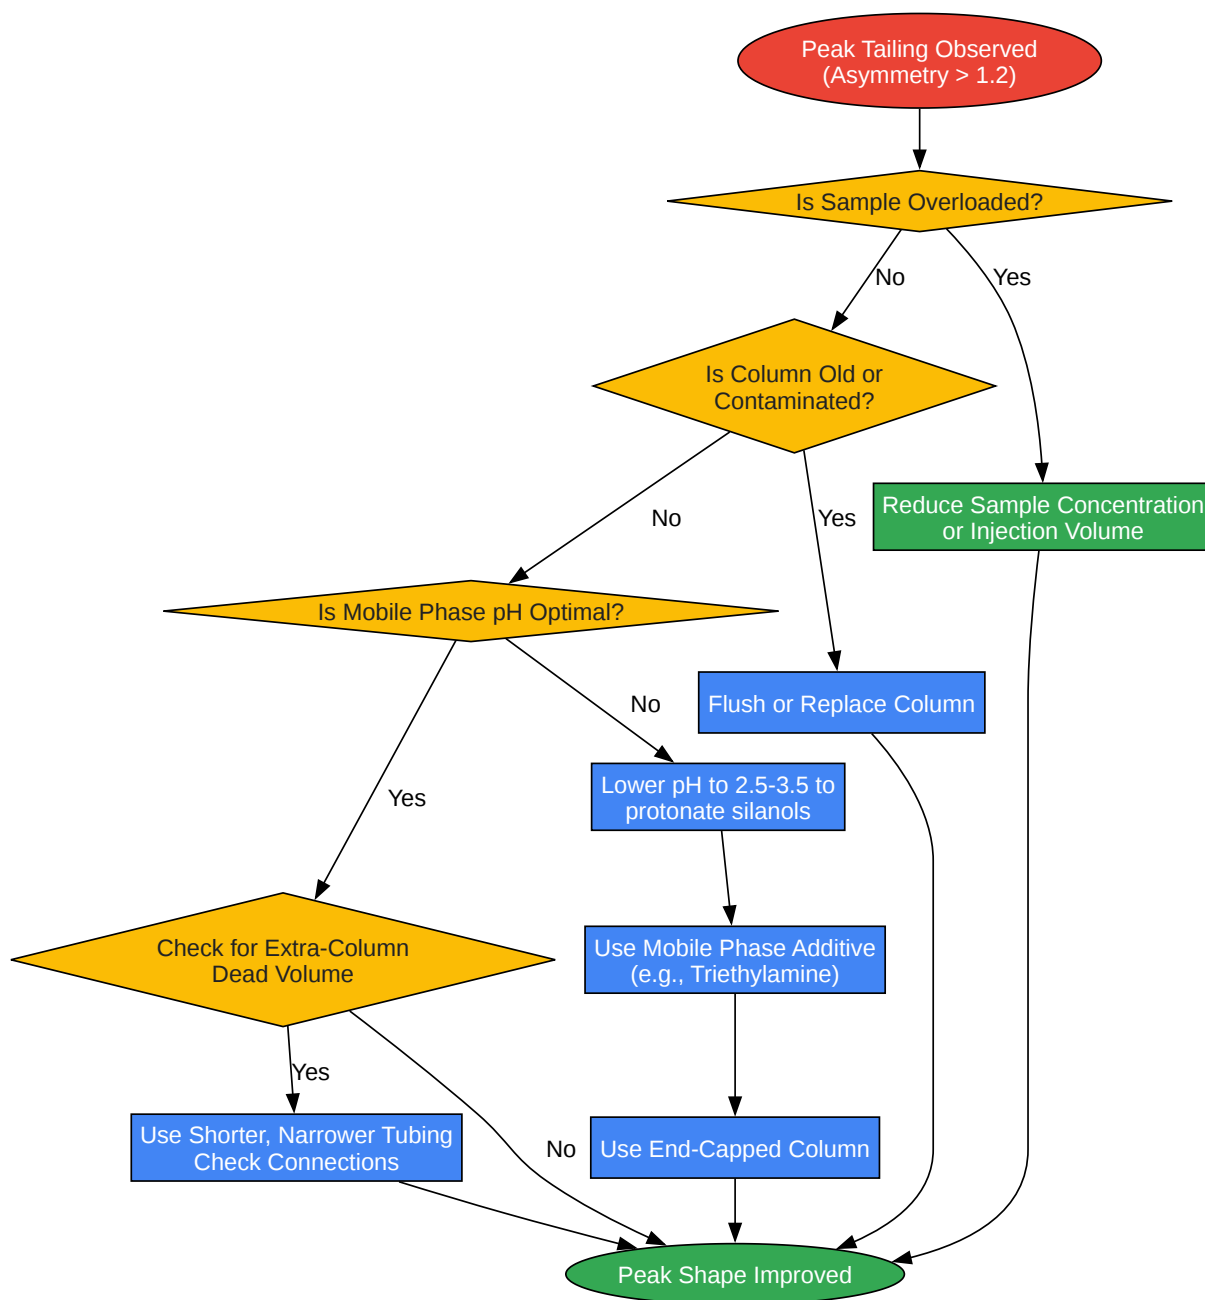 Peak Tailing Observed
(Asymmetry > 1.2)
Is Sample Overloaded?
No
Yes
Is Column Old or
Contaminated?
Reduce Sample Concentration
or Injection Volume
No
Yes
Is Mobile Phase pH Optimal?
Flush or Replace Column
No
Yes
Lower pH to 2.5-3.5 to
protonate silanols
Check for Extra-Column
Dead Volume
Use Mobile Phase Additive
(e.g., Triethylamine)
Yes
No
Use Shorter, Narrower Tubing
Check Connections
Use End-Capped Column
Peak Shape Improved